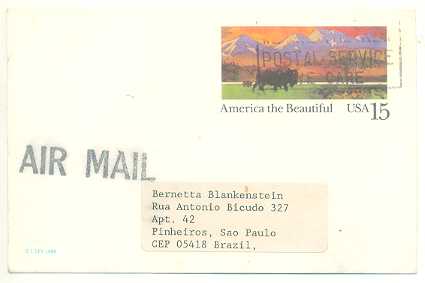 POSTAL SERVICE
CARE
America the Beautiful USA 15
AIR MAIL
Bernetta Blankenstein
Rua Antonio Bicudo 327
Apt. 42
Pinheiros, Sao Paulo
CEP 05418 Brazil,